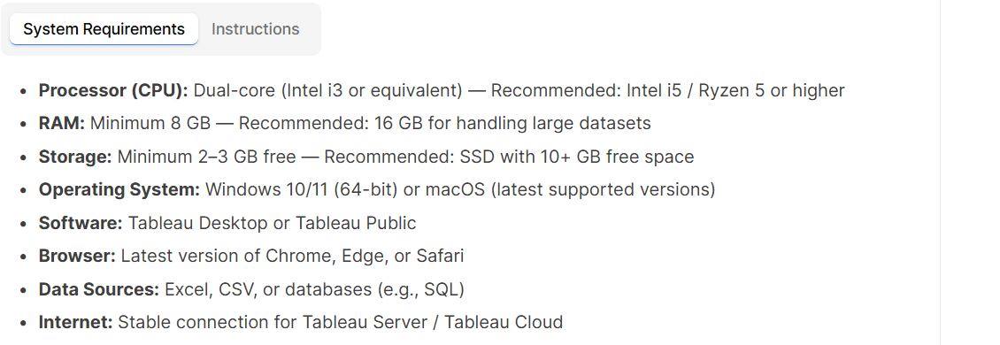 System Requirements Instructions
• Processor (CPU): Dual-core (Intel i3 or equivalent) — Recommended: Intel i5 / Ryzen 5 or higher
• RAM: Minimum 8 GB — Recommended: 16 GB for handling large datasets
• Storage: Minimum 2–3 GB free — Recommended: SSD with 10+ GB free space
• Operating System: Windows 10/11 (64-bit) or macOS (latest supported versions)
• Software: Tableau Desktop or Tableau Public
• Browser: Latest version of Chrome, Edge, or Safari
• Data Sources: Excel, CSV, or databases (e.g., SQL)
• Internet: Stable connection for Tableau Server / Tableau Cloud